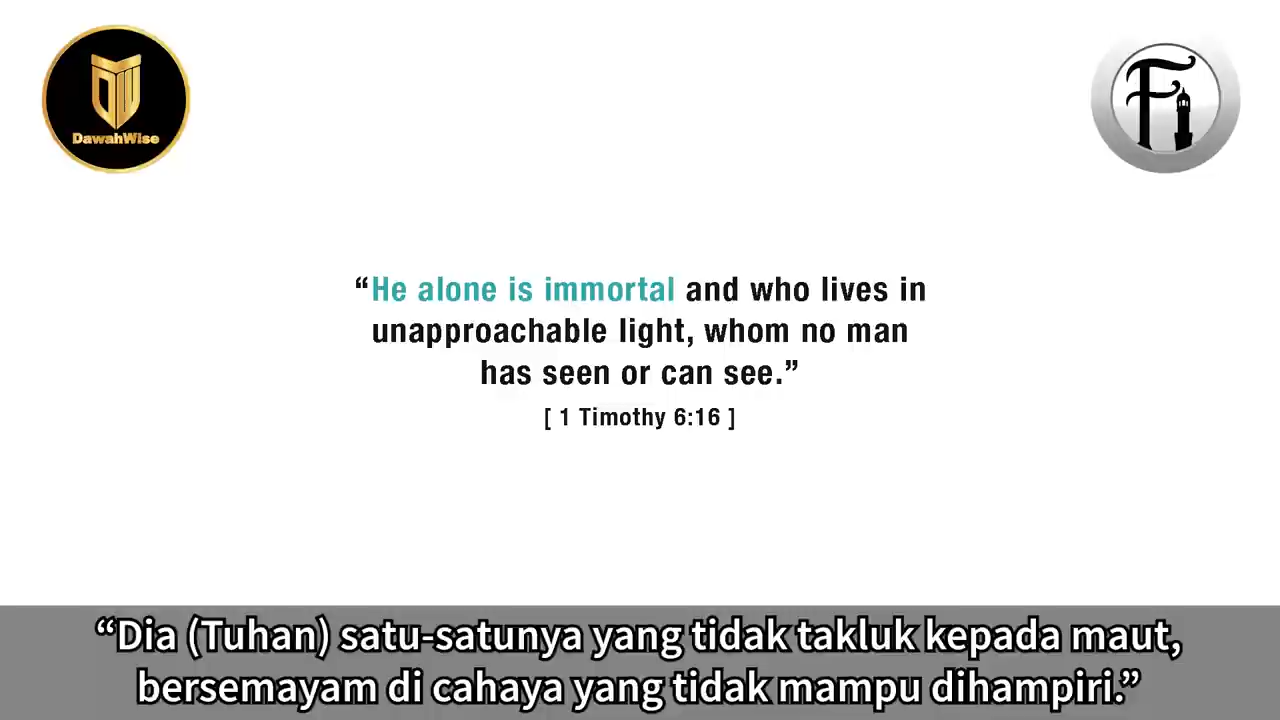 DW
DawahWise
Fi
“He alone is immortal and who lives in
unapproachable light, whom no man
has seen or can see.”
[ 1 Timothy 6:16 ]
“Dia (Tuhan) satu-satunya yang tidak takluk kepada maut,
bersemayam di cahaya yang tidak mampu dihampiri.”